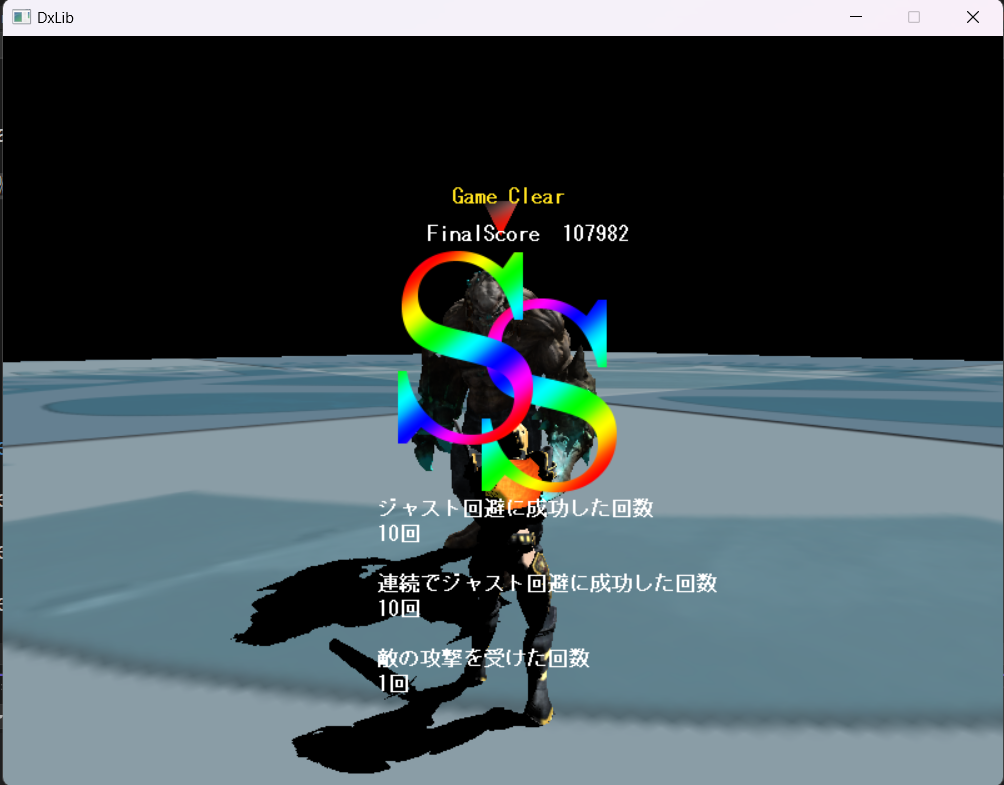 DxLib
Game Clear
FinalScore 107982
SS
ジャスト回避に成功した回数
10回
連続でジャスト回避に成功した回数
10回
敵の攻撃を受けた回数
1回